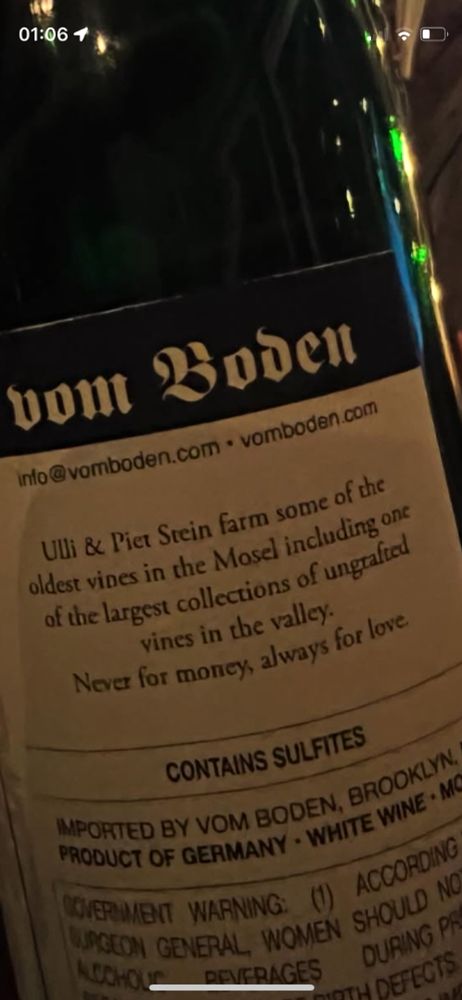 01:06
vom Boden
info@vomboden.com • vomboden.com
Ulli & Piet Stein farm some of the
oldest vines in the Mosel including one
of the largest collections of ungrafted
vines in the valley.
Never for money, always for love.
CONTAINS SULFITES
IMPORTED BY VOM BODEN, BROOKLYN,
PRODUCT OF GERMANY • WHITE WINE •
GOVERNMENT WARNING: (1) ACCORDING
SURGEON GENERAL, WOMEN SHOULD
ALCOHOLIC BEVERAGES DURING
BIRTH DEFECTS.